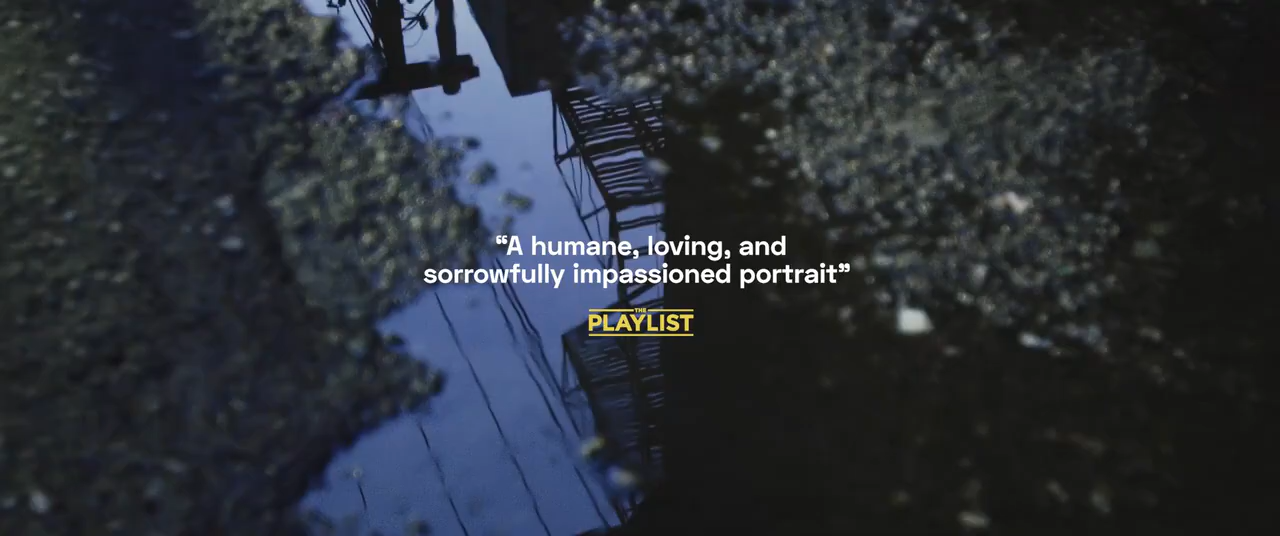 “A humane, loving, and
sorrowfully impassioned portrait”
THE
PLAYLIST